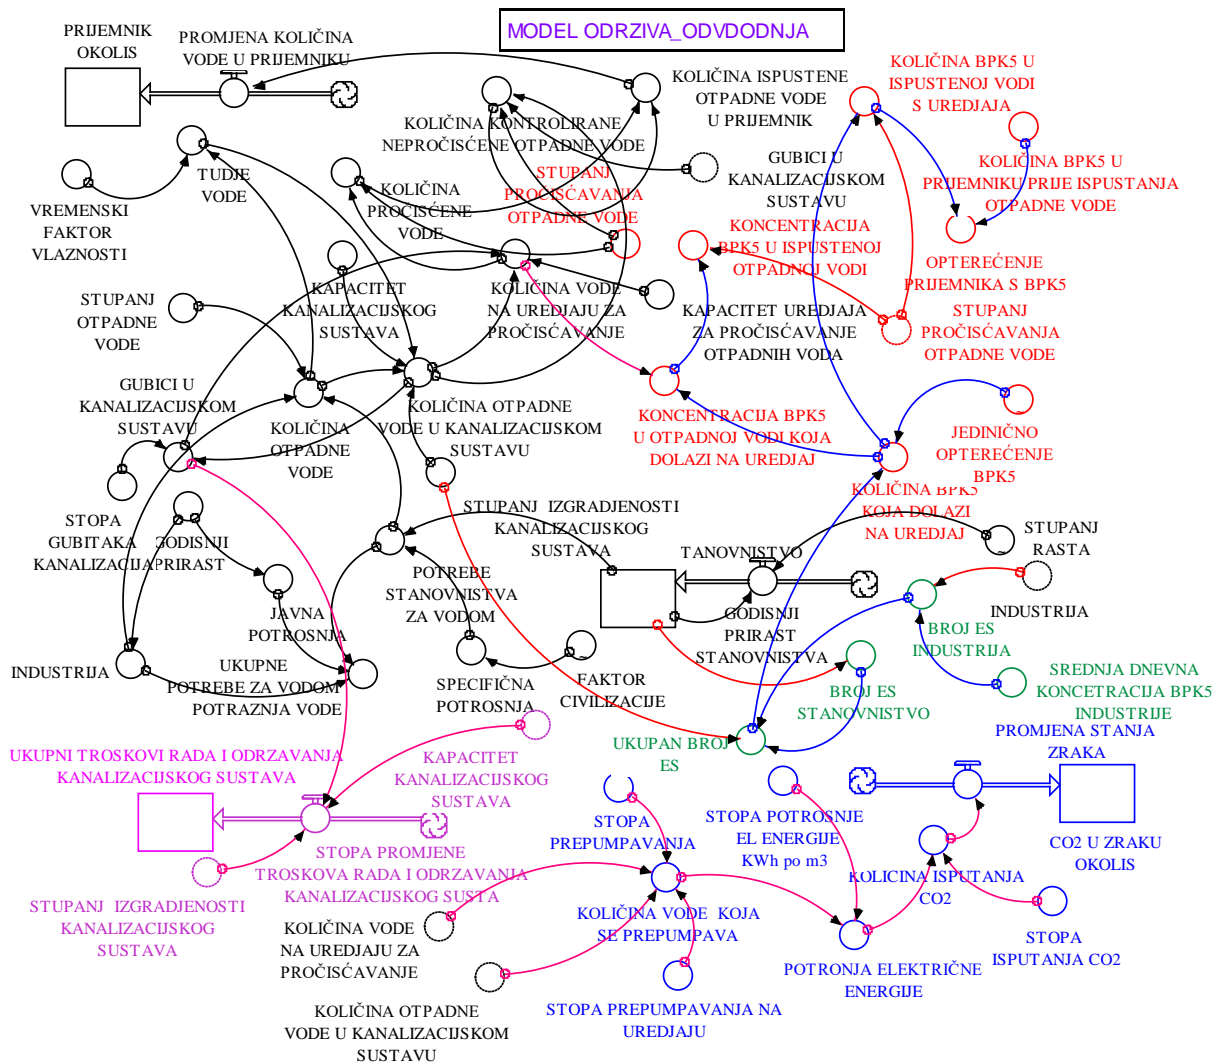 MODEL ODRZIVA_ODVDODNJA
PRIJEMNIK
OKOLIS
PROMJENA KOLIČINA
VODE U PRIJEMNIKU
KOLIČINA ISPUSTENE
OTPADNE VODE
U PRIJEMNIK
KOLIČINA BPK5 U
ISPUSTENOJ VODI
S UREDJAJA
KOLIČINA KONTROLIRANE
NEPROČISĆENE OTPADNE VODE
TUDJE
VODE
VREMENSKI
FAKTOR
VLAZNOSTI
KOLIČINA
PROCISĆENE
VODE
STUPANJ
PROČISĆAVANJA
OTPADNE VODE
GUBICI U
KANALIZACIJSKOM
SUSTAVU
KOLIČINA BPK5 U
PRIJEMNIKU PRIJE ISPUSTANJA
OTPADNE VODE
KONCENTRACIJA
BPK5 U ISPUSTENOJ
OTPADNOJ VODI
OPTEREĆENJE
PRIJEMNIKA S BPK5
STUPANJ
OTPADNE
VODE
KAPACITET
KANALIZACIJSKOG
SUSTAVA
KOLIČINA VODE
NA UREDJAJU ZA
PROČISĆAVANJE
KAPACITET UREDJAJA
ZA PROČISĆAVANJE
OTPADNIH VODA
STUPANJ
PROČISĆAVANJA
OTPADNE VODE
GUBICI U
KANALIZACIJSKOM
SUSTAVU
KOLIČINA
OTPADNE
VODE
KOLIČINA OTPADNE
VODE U KANALIZACIJSKOM
SUSTAVU
KONCENTRACIJA BPK5
U OTPADNOJ VODI KOJA
DOLAZI NA UREDJAJ
JEDINIČNO
OPTEREĆENJE
BPK5
KOLIČINA BPK5
KOJA DOLAZI
NA UREDJAJ
STOPA
GUBITAKA
KANALIZACIJA
GODISNJI
PRIRAST
STUPANJ IZGRADJENOSTI
KANALIZACIJSKOG
SUSTAVA
TANOVNISTVO
STUPANJ
RASTA
JAVNA
POTROSNJA
POTREBE
STANOVNISTVA
ZA VODOM
GODISNJI
PRIRAST
STANOVNISTVA
INDUSTRIJA
BROJ ES
INDUSTRIJA
INDUSTRIJA
UKUPNE
POTREBE ZA VODOM
POTRAZNJA VODE
SPECIFIČNA
POTROSNJA
FAKTOR
CIVILIZACIJE
BROJ ES
STANOVNISTVO
SREDNJA DNEVNA
KONCETRACIJA BPK5
INDUSTRIJE
UKUPAN BROJ
ES
PROMJENA STANJA
ZRAKA
UKUPNI TROSKOVI RADA I ODRZAVANJA
KANALIZACIJSKOG SUSTAVA
KAPACITET
KANALIZACIJSKOG
SUSTAVA
STOPA
PREPUMPAVANJA
STOPA POTROSNJE
EL ENERGIJE
KWh po m3
CO2 U ZRAKU
OKOLIS
STOPA PROMJENE
TROSKOVA RADA I ODRZAVANJA
KANALIZACIJSKOG SUSTA
KOLICINA ISPUTANJA
CO2
STUPANJ IZGRADJENOSTI
KANALIZACIJSKOG
SUSTAVA
KOLIČINA VODE
NA UREDJAJU ZA
PROČISĆAVANJE
KOLIČINA VODE KOJA
SE PREPUMPAVA
STOPA
ISPUTANJA CO2
POTRONJA ELEKTRIČNE
ENERGIJE
KOLIČINA OTPADNE
VODE U KANALIZACIJSKOM
SUSTAVU
STOPA PREPUMPAVANJA NA
UREDJAJU